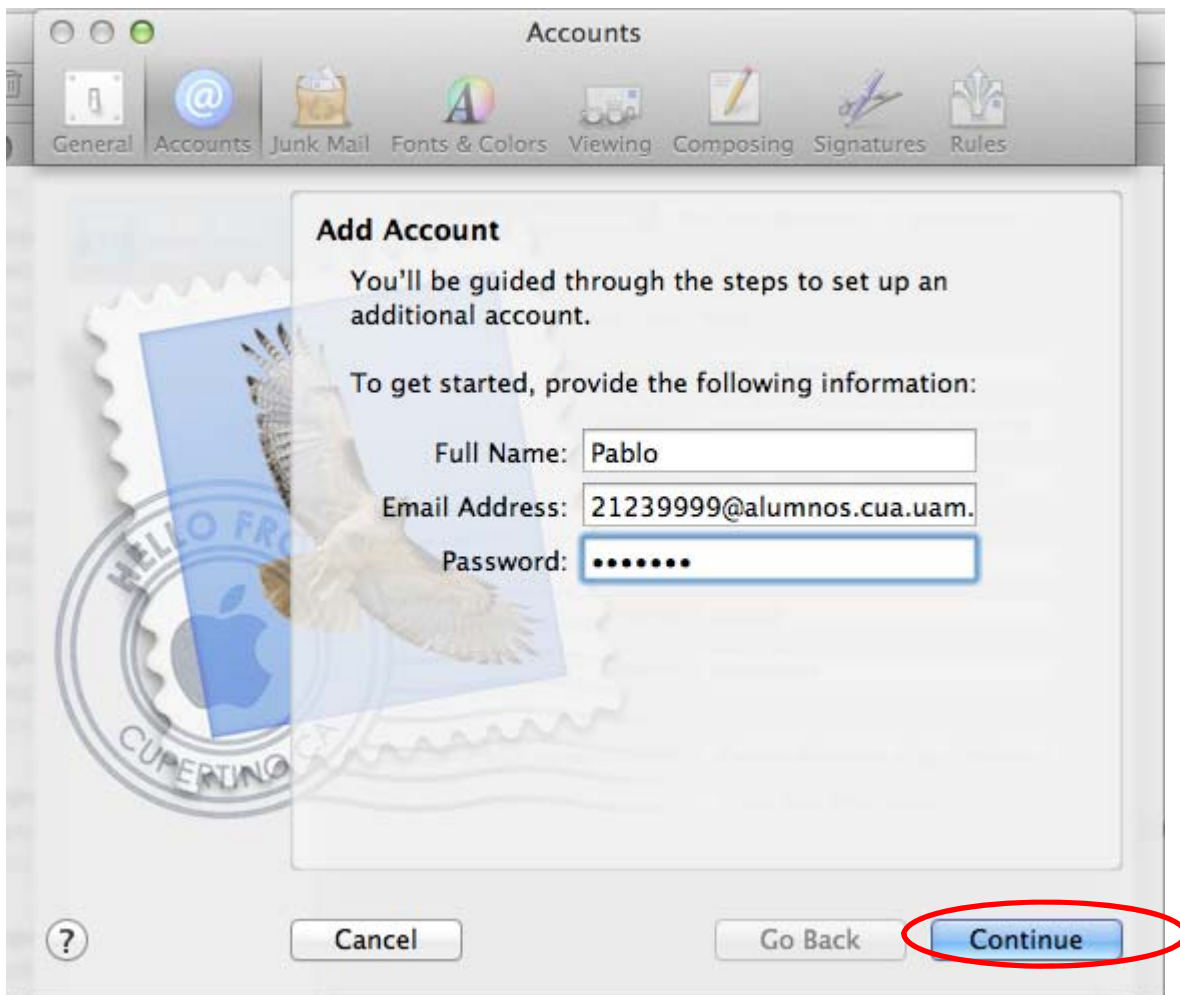 Accounts
General Accounts Junk Mail Fonts & Colors Viewing Composing Signatures Rules
Add Account
You'll be guided through the steps to set up an
additional account.
To get started, provide the following information:
Full Name: Pablo
Email Address: 21239999@alumnos.cua.uam.
Password: •••••••
HELLO FRO
CUPERTINO CA
? Cancel Go Back Continue